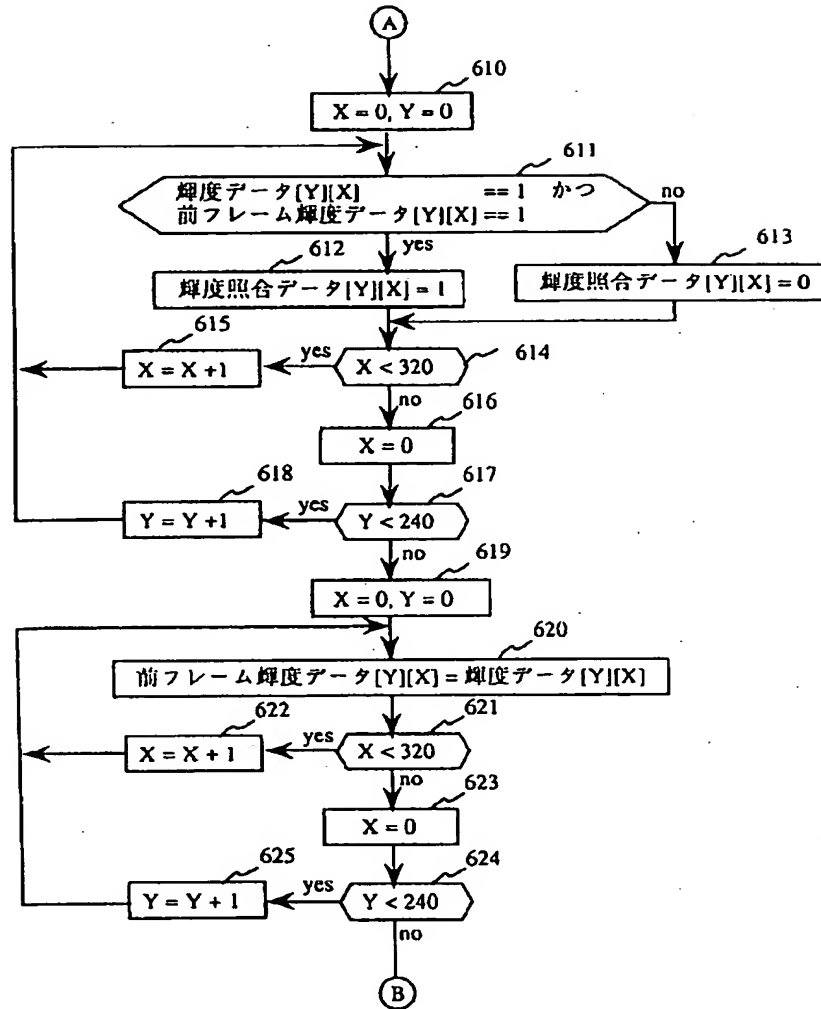 A
610
X = 0, Y = 0
611
輝度データ[Y][X] == 1 かつ
前フレーム輝度データ[Y][X] == 1
no
yes
612
613
輝度照合データ[Y][X] = 1
輝度照合データ[Y][X] = 0
615
614
X = X +1
yes
X < 320
no
616
X = 0
618
617
Y = Y +1
yes
Y < 240
no
619
X = 0, Y = 0
620
前フレーム輝度データ[Y][X] = 輝度データ[Y][X]
622
621
X = X + 1
yes
X < 320
no
623
X = 0
625
624
Y = Y + 1
yes
Y < 240
no
B